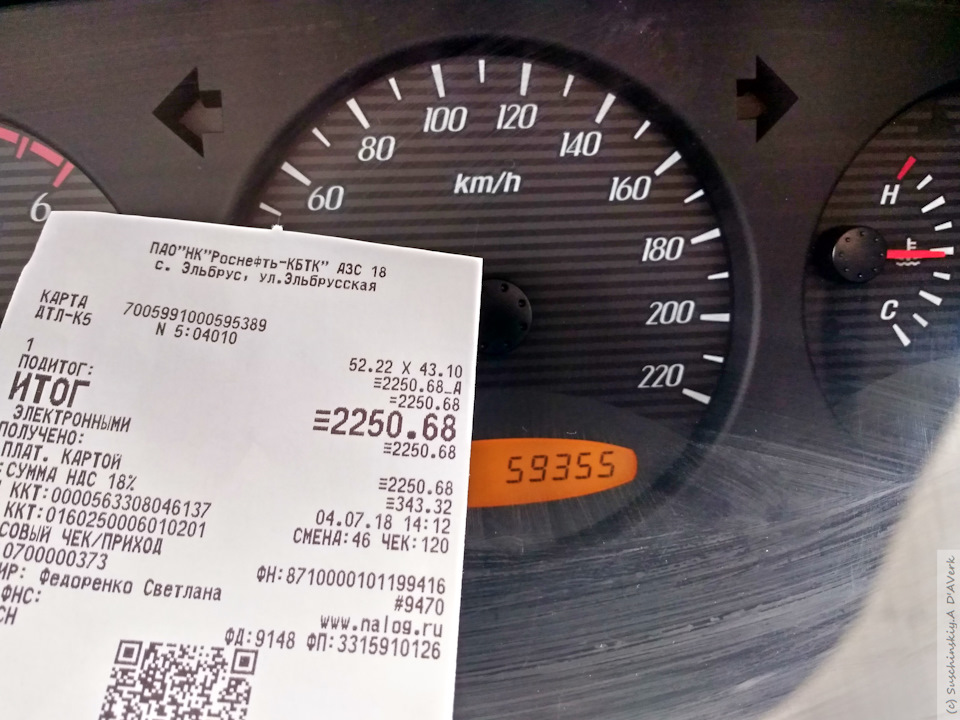 6
60
80
100
120
140
160
180
200
220
km/h
H
C
59355
ПАО"НК"Роснефть-КБТК" АЗС 18
с. Эльбрус, ул.Эльбрусская
КАРТА 7005991000595389
ДТЛ-К5 N 5:04010
1 52.22 X 43.10
≡2250.68_А
ПОДИТОГ: ≡2250.68
ИТОГ ≡2250.68
ЭЛЕКТРОННЫМИ ≡2250.68
ПОЛУЧЕНО:
ПЛАТ. КАРТОЙ ≡2250.68
СУММА НДС 18% ≡343.32
ККТ:0000563308046137 04.07.18 14:12
ККТ:0160250006010201 СМЕНА:46 ЧЕК:120
СОВЫЙ ЧЕК/ПРИХОД
0700000373 ФН:8710000101199416
ИР: Федоренко Светлана #9470
ФНС: www.nalog.ru
СН ФД:9148 ФП:3315910126
(c) Suschinskiy.A D'AVerk